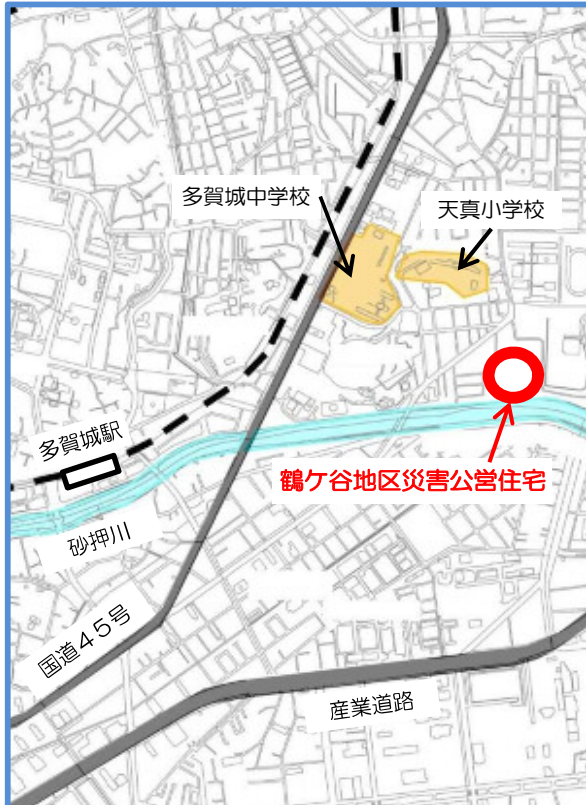 多賀城中学校
天真小学校
多賀城駅
鶴ケ谷地区災害公営住宅
砂押川
国道45号
産業道路